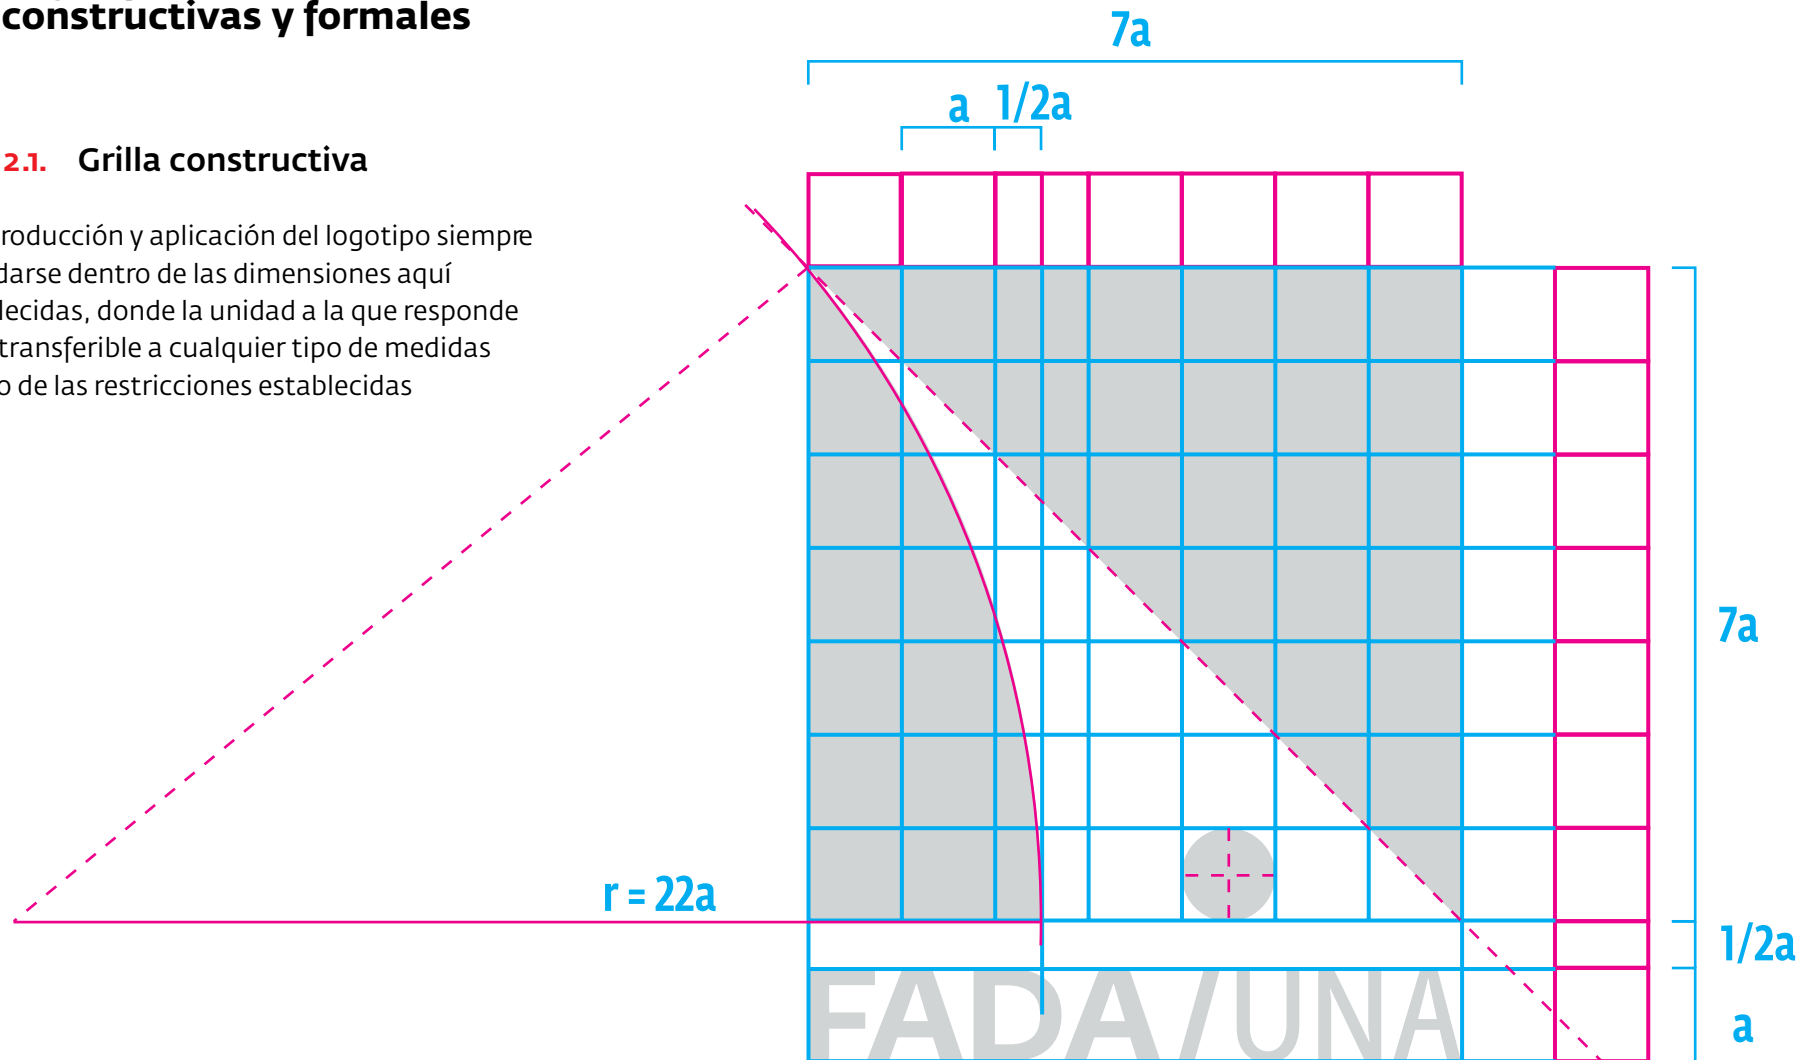 constructivas y formales
2.1. Grilla constructiva
roducción y aplicación del logotipo siempre
darse dentro de las dimensiones aquí
lecidas, donde la unidad a la que responde
transferible a cualquier tipo de medidas
o de las restricciones establecidas
7a
a 1/2a
7a
r = 22a
1/2a
a
FADA/UNA